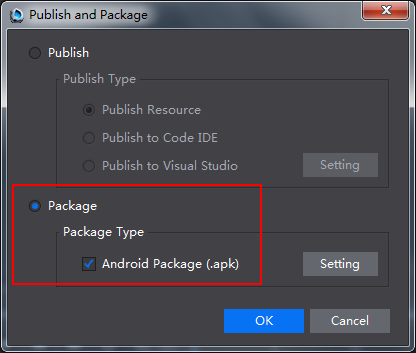 Publish and Package
Publish
Publish Type
Publish Resource
Publish to Code IDE
Publish to Visual Studio
Setting
Package
Package Type
Android Package (.apk)
Setting
OK
Cancel